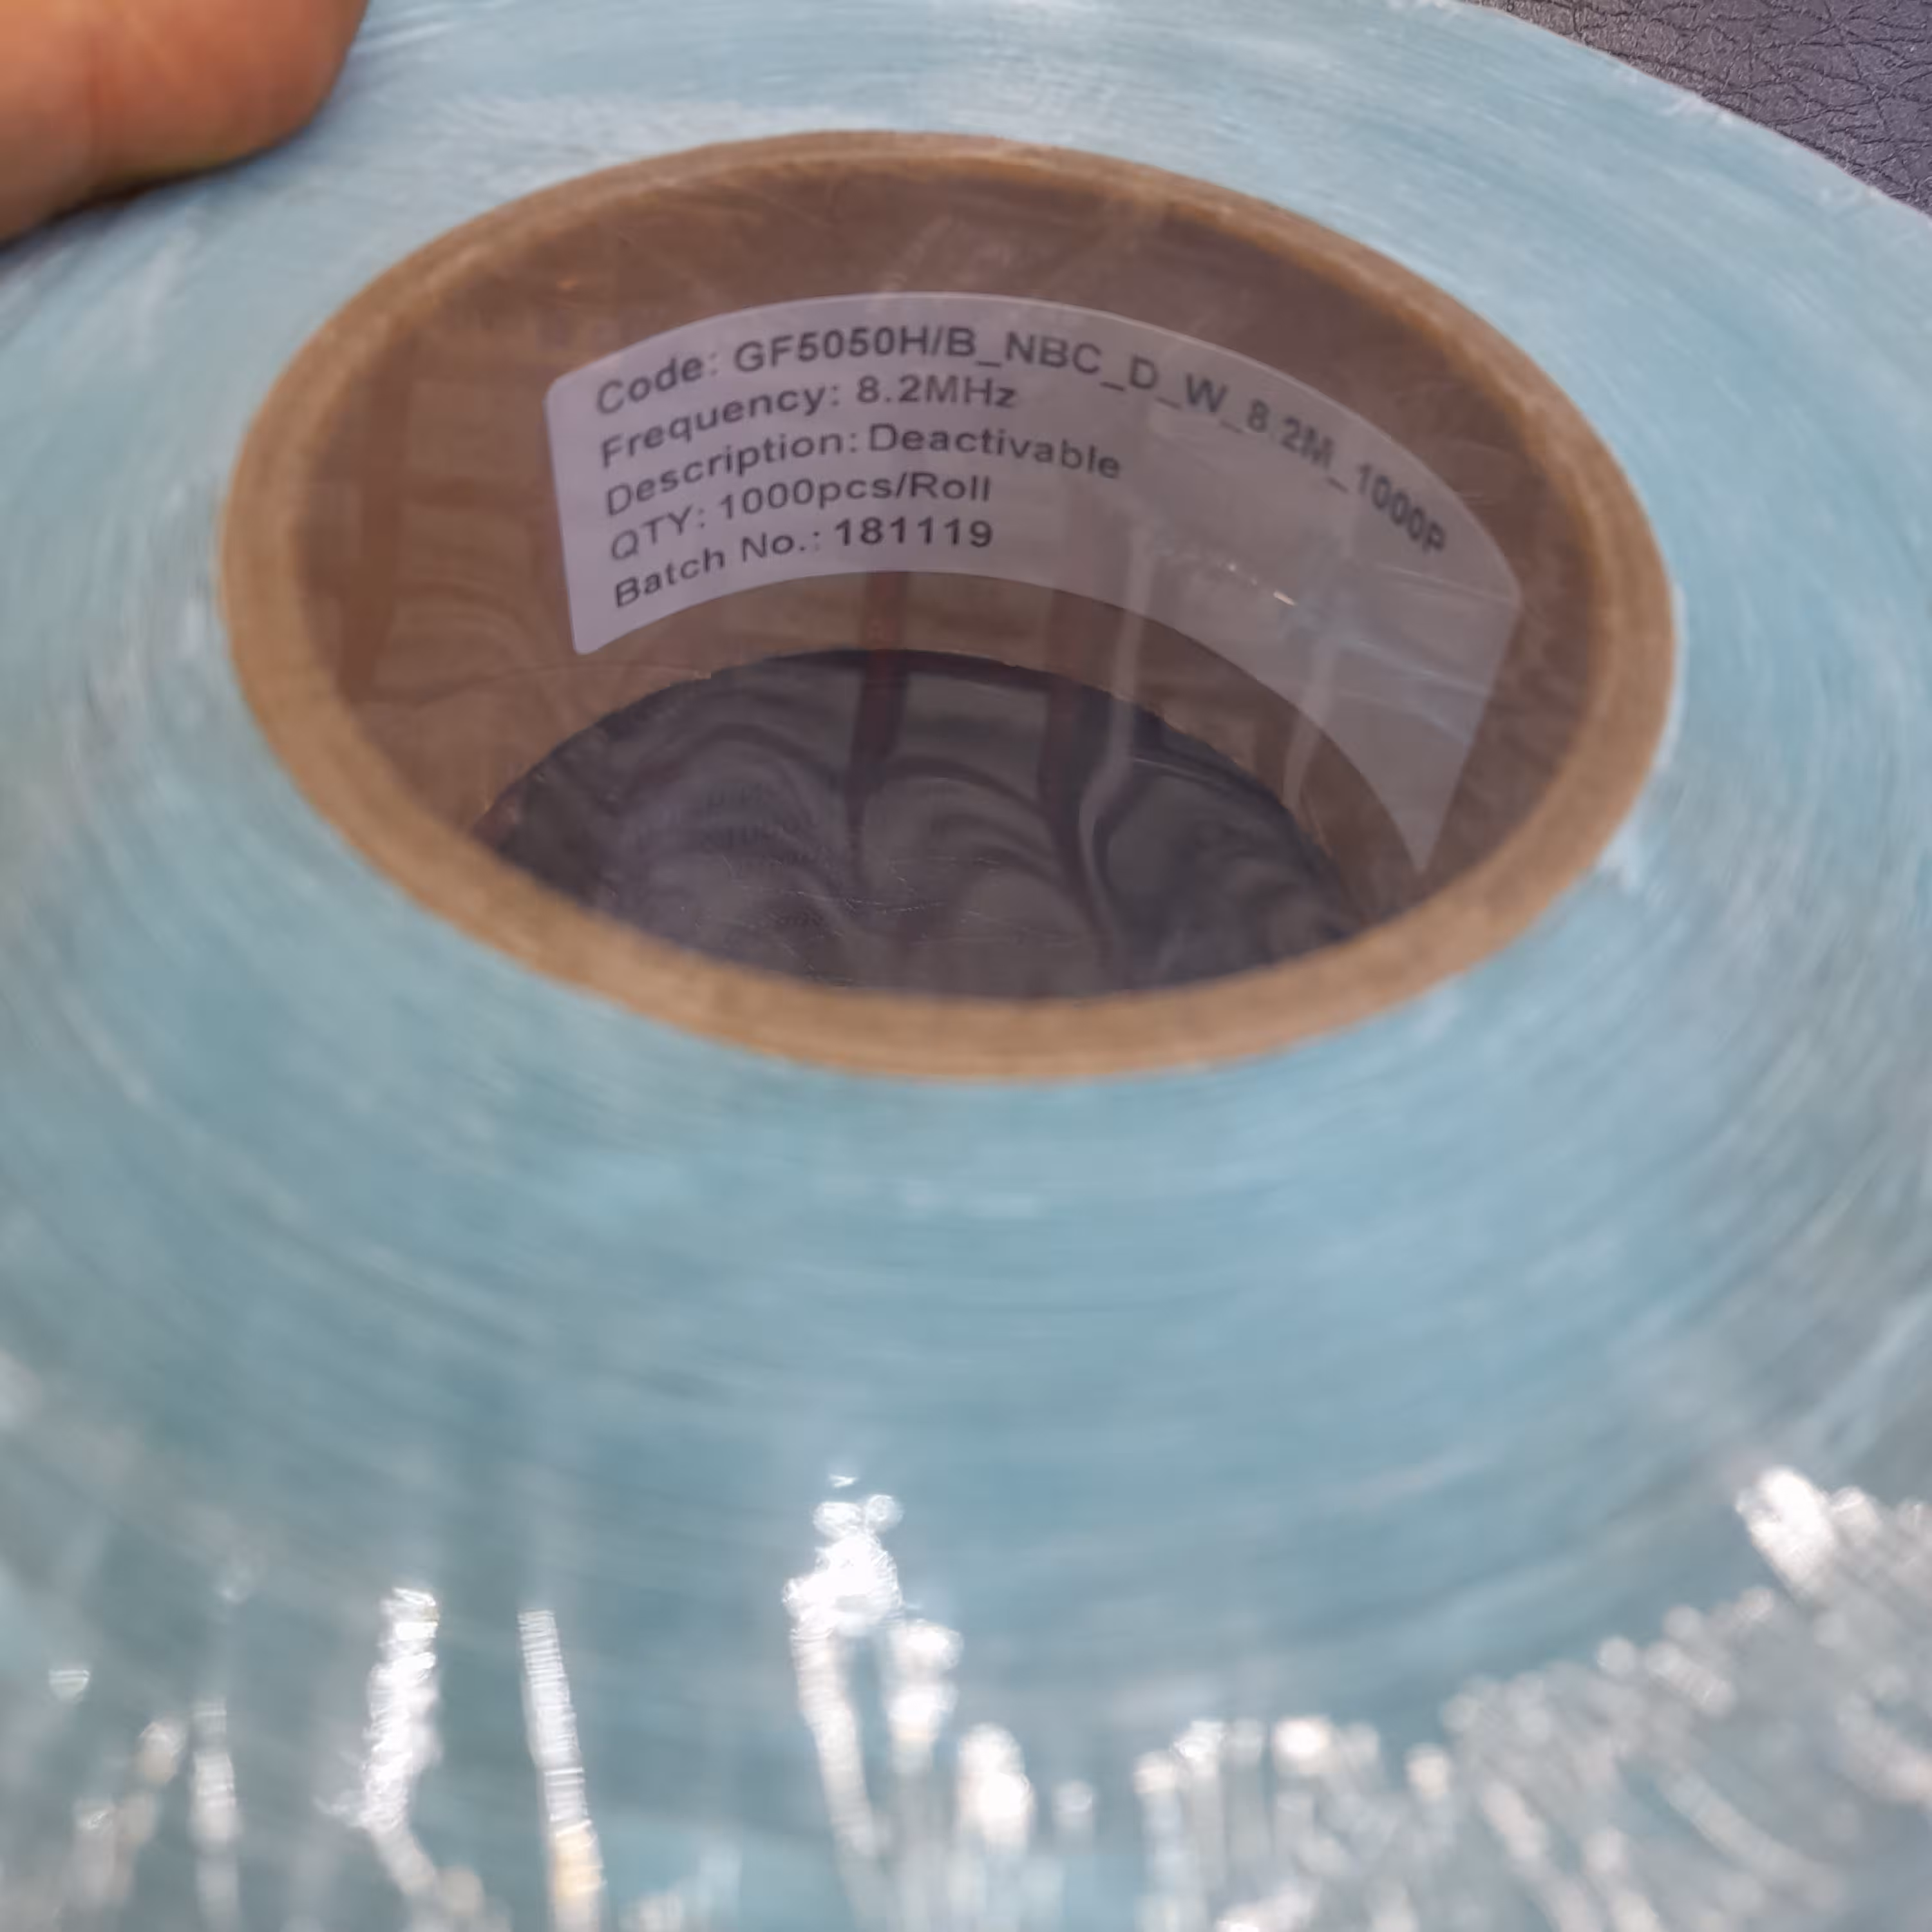 Code: GF5050H/B_NBC_D_W_8.2M_1000P
Frequency: 8.2MHz
Description: Deactivable
QTY: 1000pcs/Roll
Batch No.: 181119